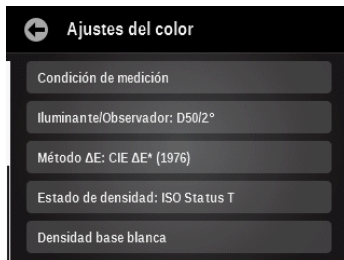 Ajustes del color
Condición de medición
Iluminante/Observador: D50/2°
Método ΔE: CIE ΔE* (1976)
Estado de densidad: ISO Status T
Densidad base blanca